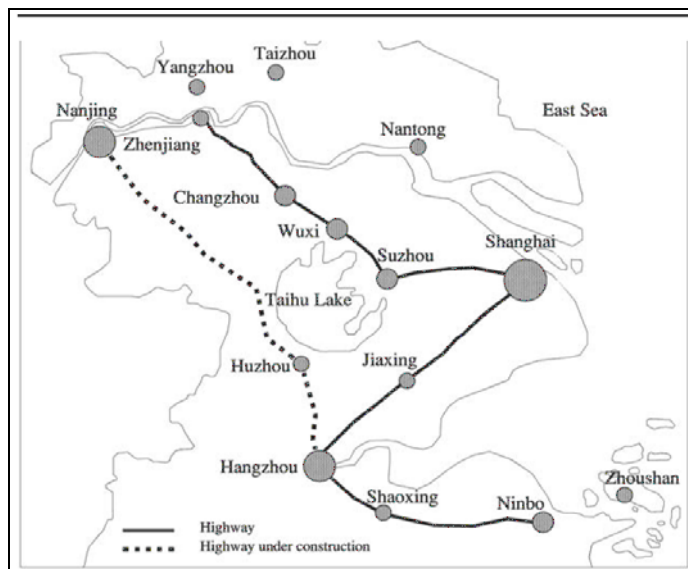 Taizhou
Yangzhou
Nanjing
East Sea
Zhenjiang
Nantong
Changzhou
Wuxi
Shanghai
Suzhou
Taihu Lake
Jiaxing
Huzhou
Hangzhou
Zhoushan
Shaoxing
Ninbo
Highway
Highway under construction